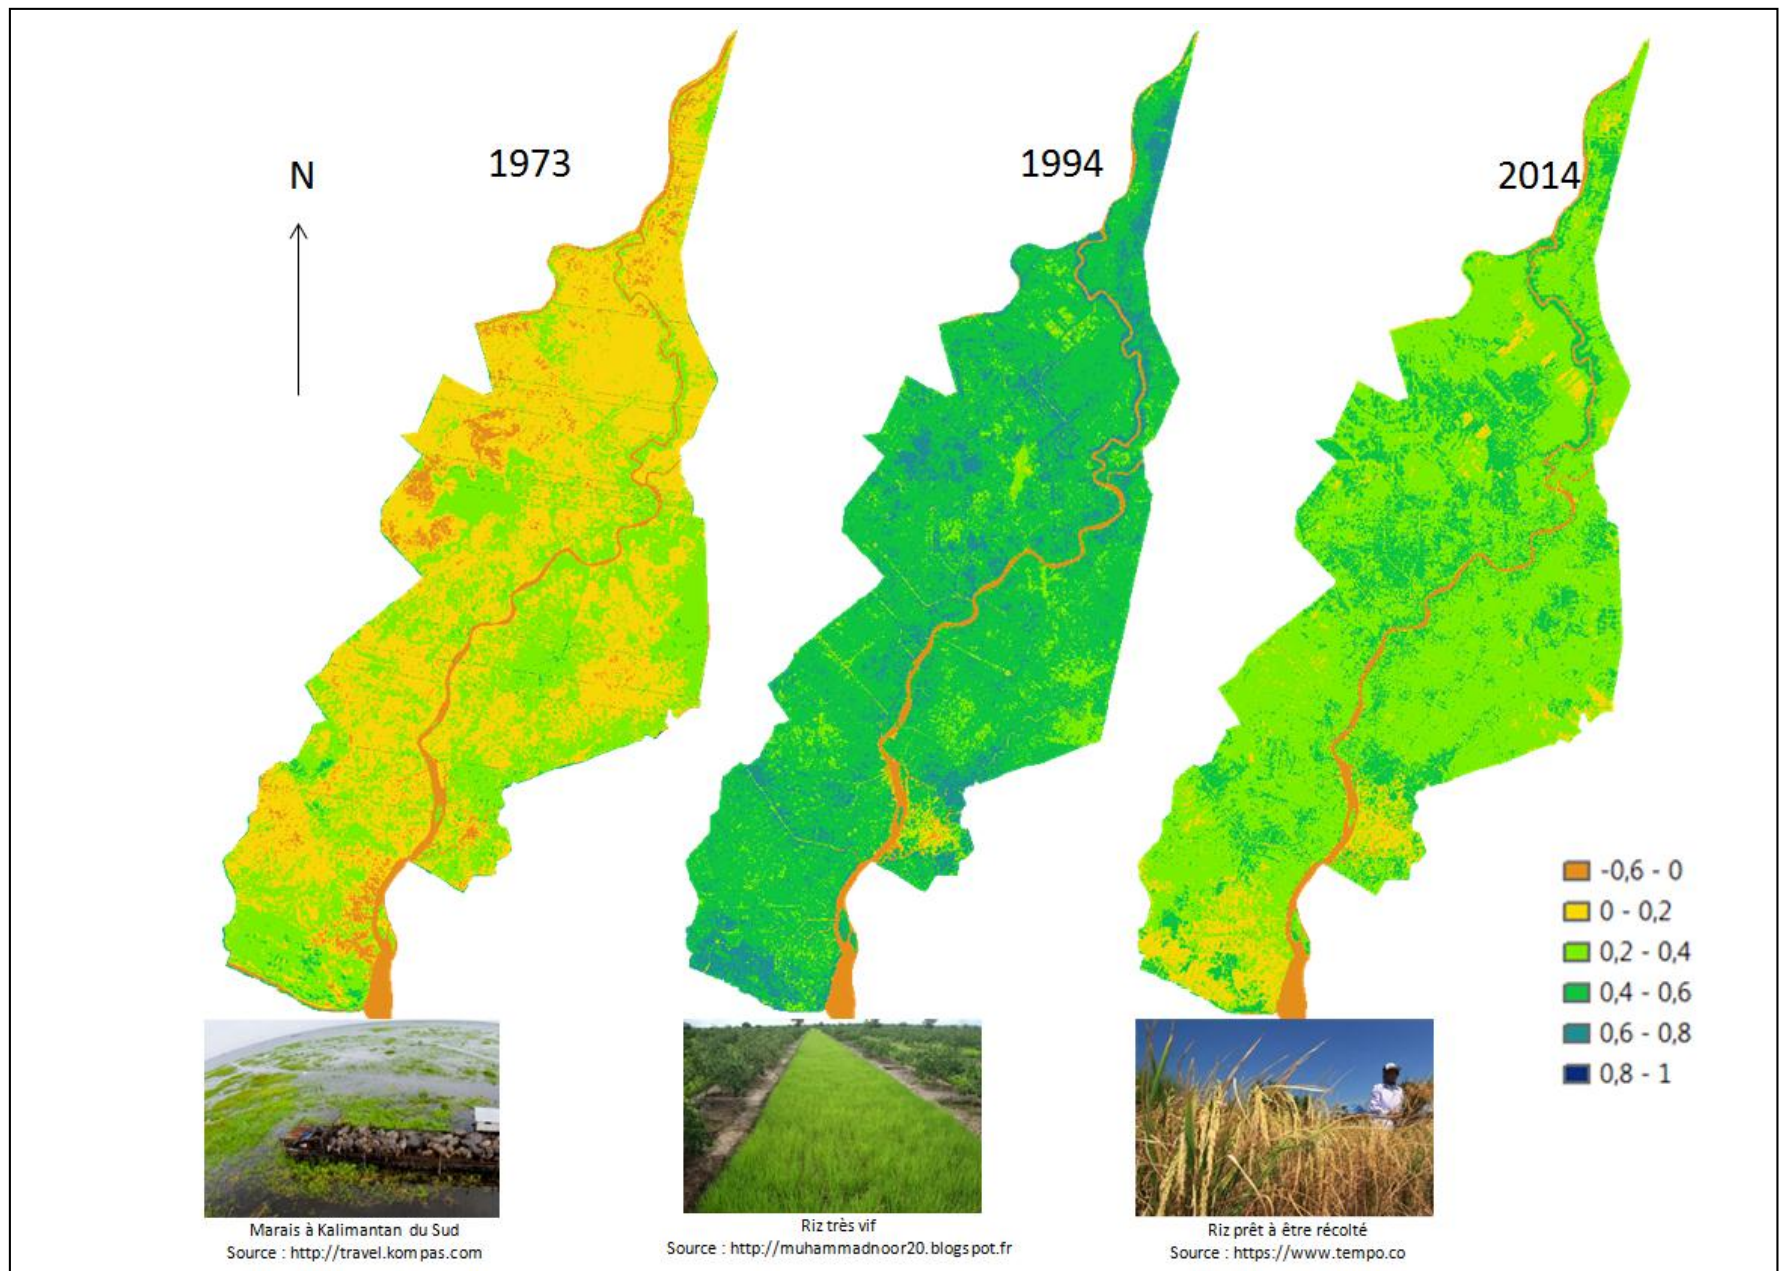 N
1973
1994
2014
-0,6 - 0
0 - 0,2
0,2 - 0,4
0,4 - 0,6
0,6 - 0,8
0,8 - 1
Marais à Kalimantan du Sud
Source : http://travel.kompas.com
Riz très vif
Source : http://muhammadnoor20.blogspot.fr
Riz prêt à être récolté
Source : https://www.tempo.co